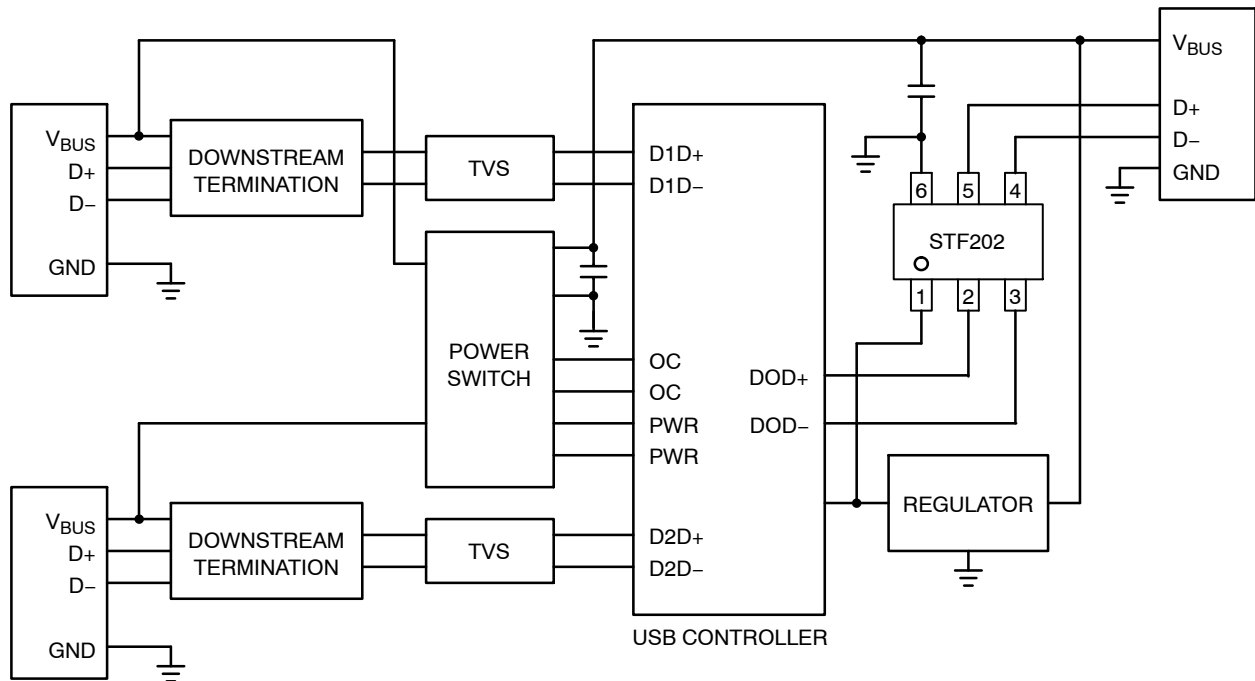 VBUS
D+
D−
GND
DOWNSTREAM
TERMINATION
TVS
POWER
SWITCH
VBUS
D+
D−
GND
DOWNSTREAM
TERMINATION
TVS
D1D+
D1D−
OC
OC
PWR
PWR
D2D+
D2D−
DOD+
DOD−
USB CONTROLLER
6 5 4
STF202
1 2 3
REGULATOR
VBUS
D+
D−
GND